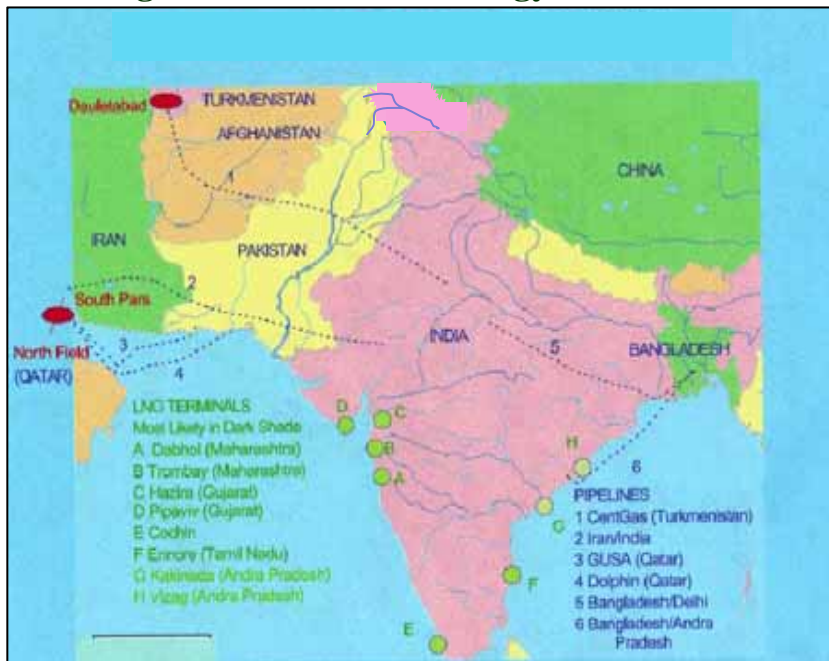 Dauletabad
TURKMENISTAN
AFGHANISTAN
CHINA
1
IRAN
PAKISTAN
2
South Pars
INDIA
BANGLADESH
North Field
(QATAR)
3
4
5
6
LNG TERMINALS
Most Likely in Dark Shade
A Dabhol (Maharashtra)
B Trombay (Maharashtra)
C Hazira (Gujarat)
D Pipavav (Gujarat)
E Cochin
F Ennore (Tamil Nadu)
G Kakinada (Andra Pradesh)
H Vizag (Andra Pradesh)
D
C
B
A
H
G
F
E
PIPELINES
1 CentGas (Turkmenistan)
2 Iran/India
3 GUSA (Qatar)
4 Dolphin (Qatar)
5 Bangladesh/Delhi
6 Bangladesh/Andra
Pradesh